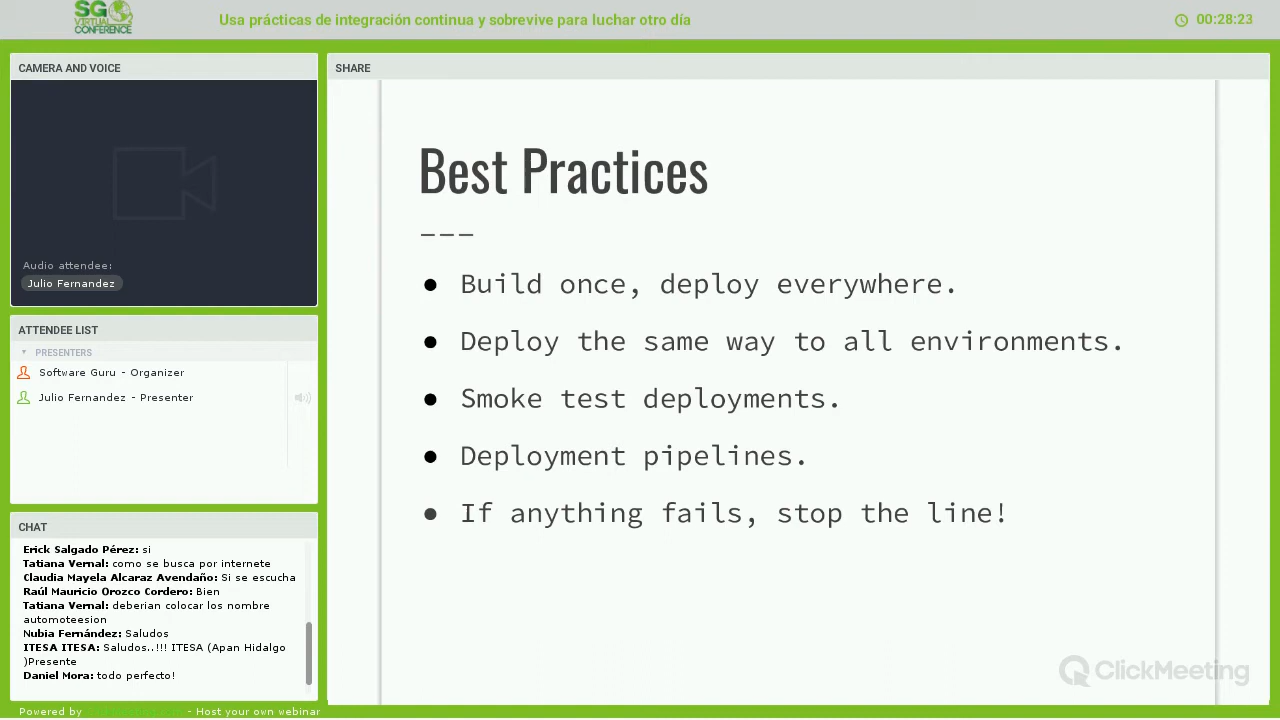 SG
VIRTUAL
CONFERENCE
Usa prácticas de integración continua y sobrevive para luchar otro día
00:28:23
CAMERA AND VOICE
Audio attendee:
Julio Fernandez
ATTENDEE LIST
PRESENTERS
Software Guru - Organizer
Julio Fernandez - Presenter
CHAT
Erick Salgado Pérez: si
Tatiana Vernal: como se busca por internete
Claudia Mayela Alcaraz Avendaño: Si se escucha
Raúl Mauricio Orozco Cordero: Bien
Tatiana Vernal: deberian colocar los nombre
automoteesion
Nubia Fernández: Saludos
ITESA ITESA: Saludos..!!! ITESA (Apan Hidalgo
)Presente
Daniel Mora: todo perfecto!
Powered by - Host your own webinar
SHARE
Best Practices
---
● Build once, deploy everywhere.
● Deploy the same way to all environments.
● Smoke test deployments.
● Deployment pipelines.
● If anything fails, stop the line!
ClickMeeting